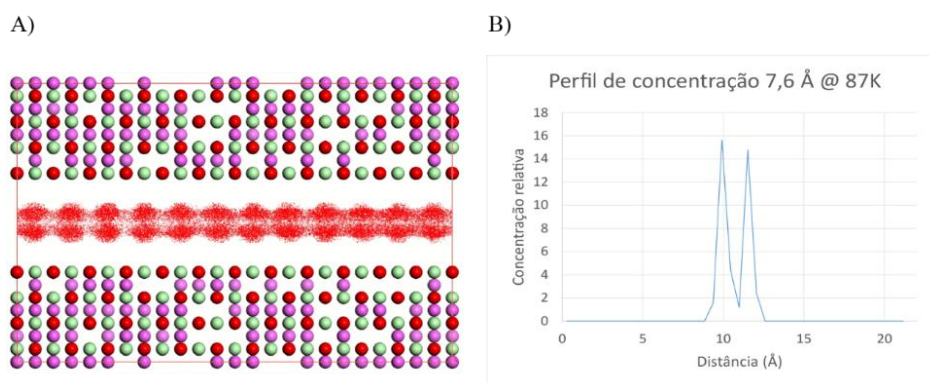 A)
B)
Perfil de concentração 7,6 Å @ 87K
Concentração relativa
18
16
14
12
10
8
6
4
2
0
0 5 10 15 20
Distância (Å)